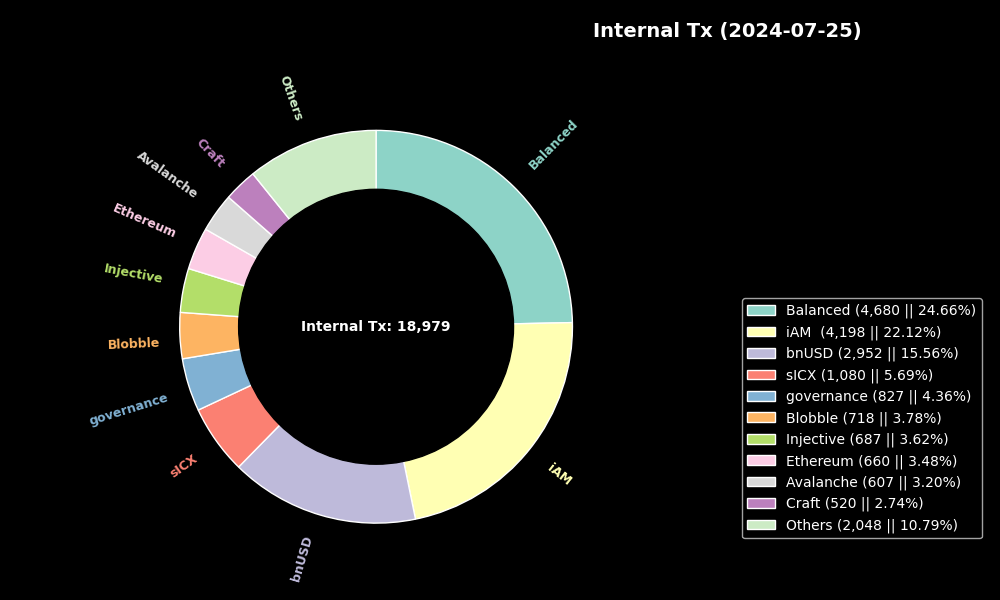 Internal Tx (2024-07-25)
Others
Balanced
Craft
Avalanche
Ethereum
Injective
Blobble
governance
sICX
bnUSD
iAM
Internal Tx: 18,979
Balanced (4,680 || 24.66%)
iAM  (4,198 || 22.12%)
bnUSD (2,952 || 15.56%)
sICX (1,080 || 5.69%)
governance (827 || 4.36%)
Blobble (718 || 3.78%)
Injective (687 || 3.62%)
Ethereum (660 || 3.48%)
Avalanche (607 || 3.20%)
Craft (520 || 2.74%)
Others (2,048 || 10.79%)